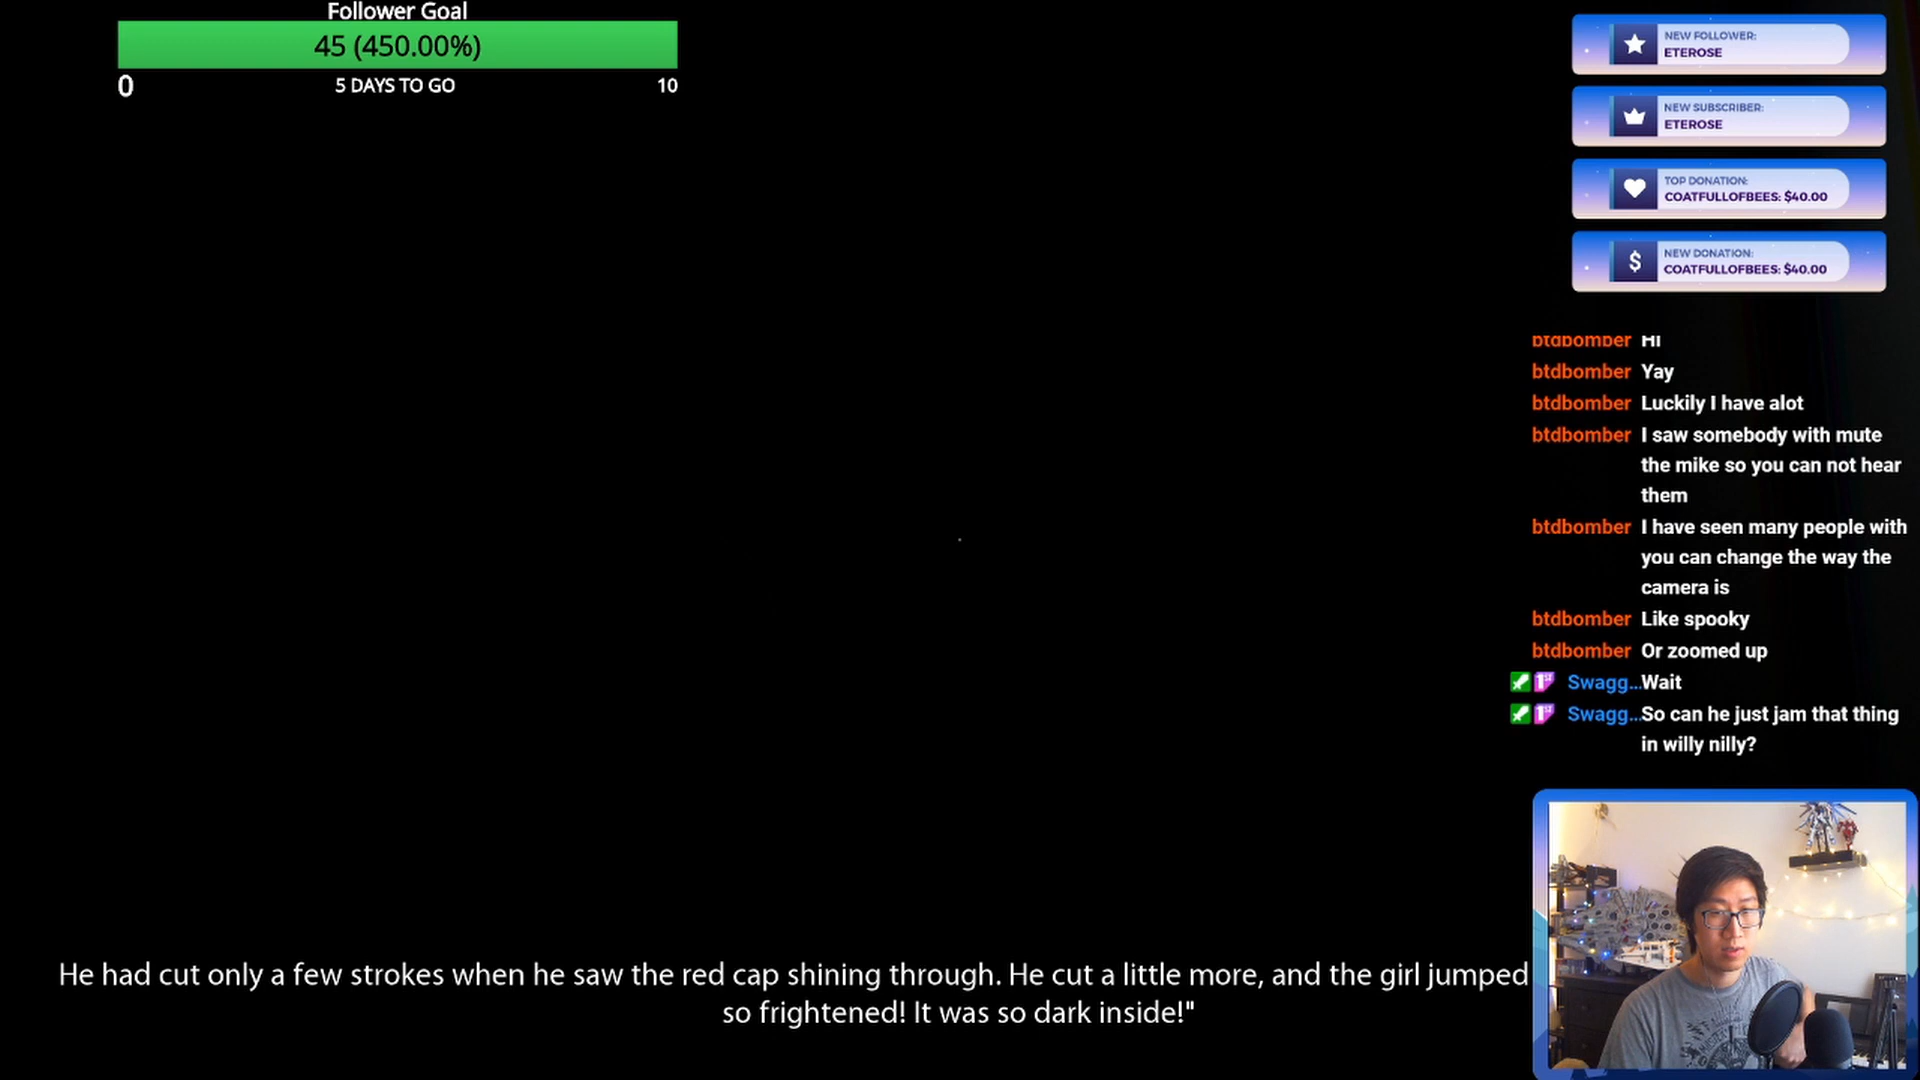 Follower Goal
45 (450.00%)
0
5 DAYS TO GO
10
NEW FOLLOWER:
ETEROSE
NEW SUBSCRIBER:
ETEROSE
TOP DONATION:
COATFULLOFBEES: $40.00
$
NEW DONATION:
COATFULLOFBEES: $40.00
btdbomber Hi
btdbomber Yay
btdbomber Luckily I have alot
btdbomber I saw somebody with mute
the mike so you can not hear
them
btdbomber I have seen many people with
you can change the way the
camera is
btdbomber Like spooky
btdbomber Or zoomed up
Swagg...Wait
Swagg...So can he just jam that thing
in willy nilly?
He had cut only a few strokes when he saw the red cap shining through. He cut a little more, and the girl jumped
so frightened! It was so dark inside!"